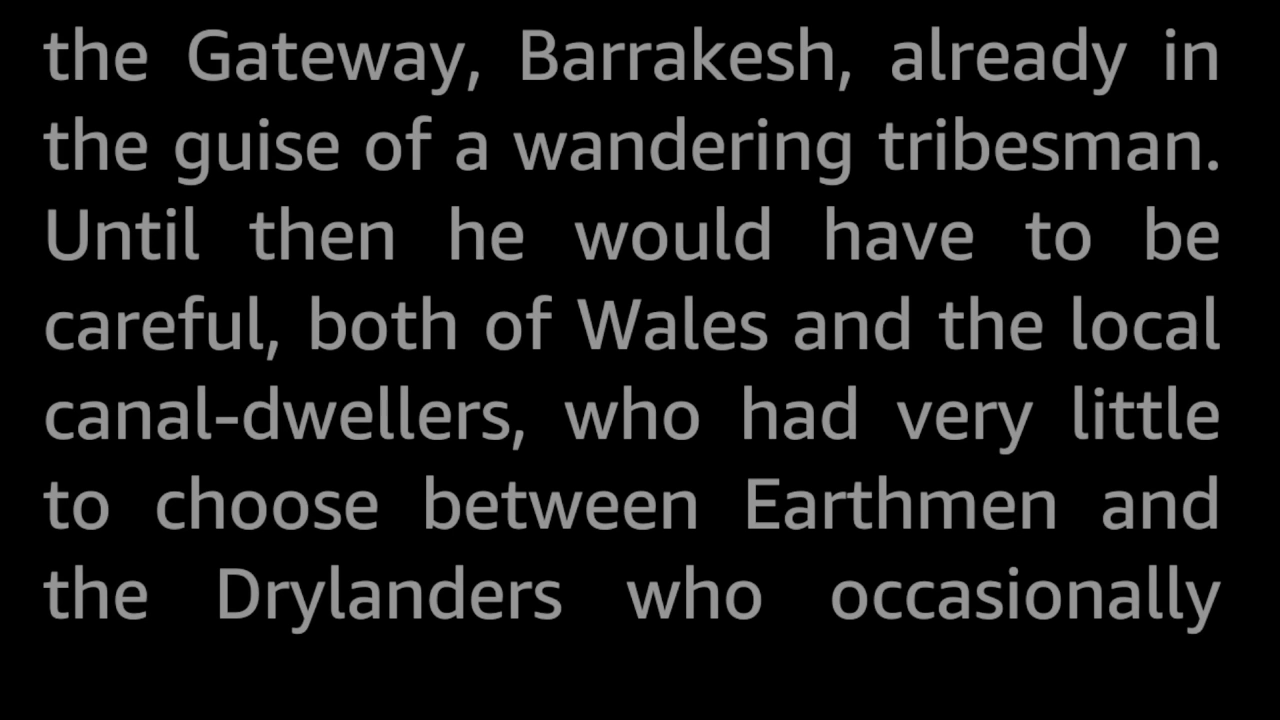 the Gateway, Barrakesh, already in
the guise of a wandering tribesman.
Until then he would have to be
careful, both of Wales and the local
canal-dwellers, who had very little
to choose between Earthmen and
the Drylanders who occasionally